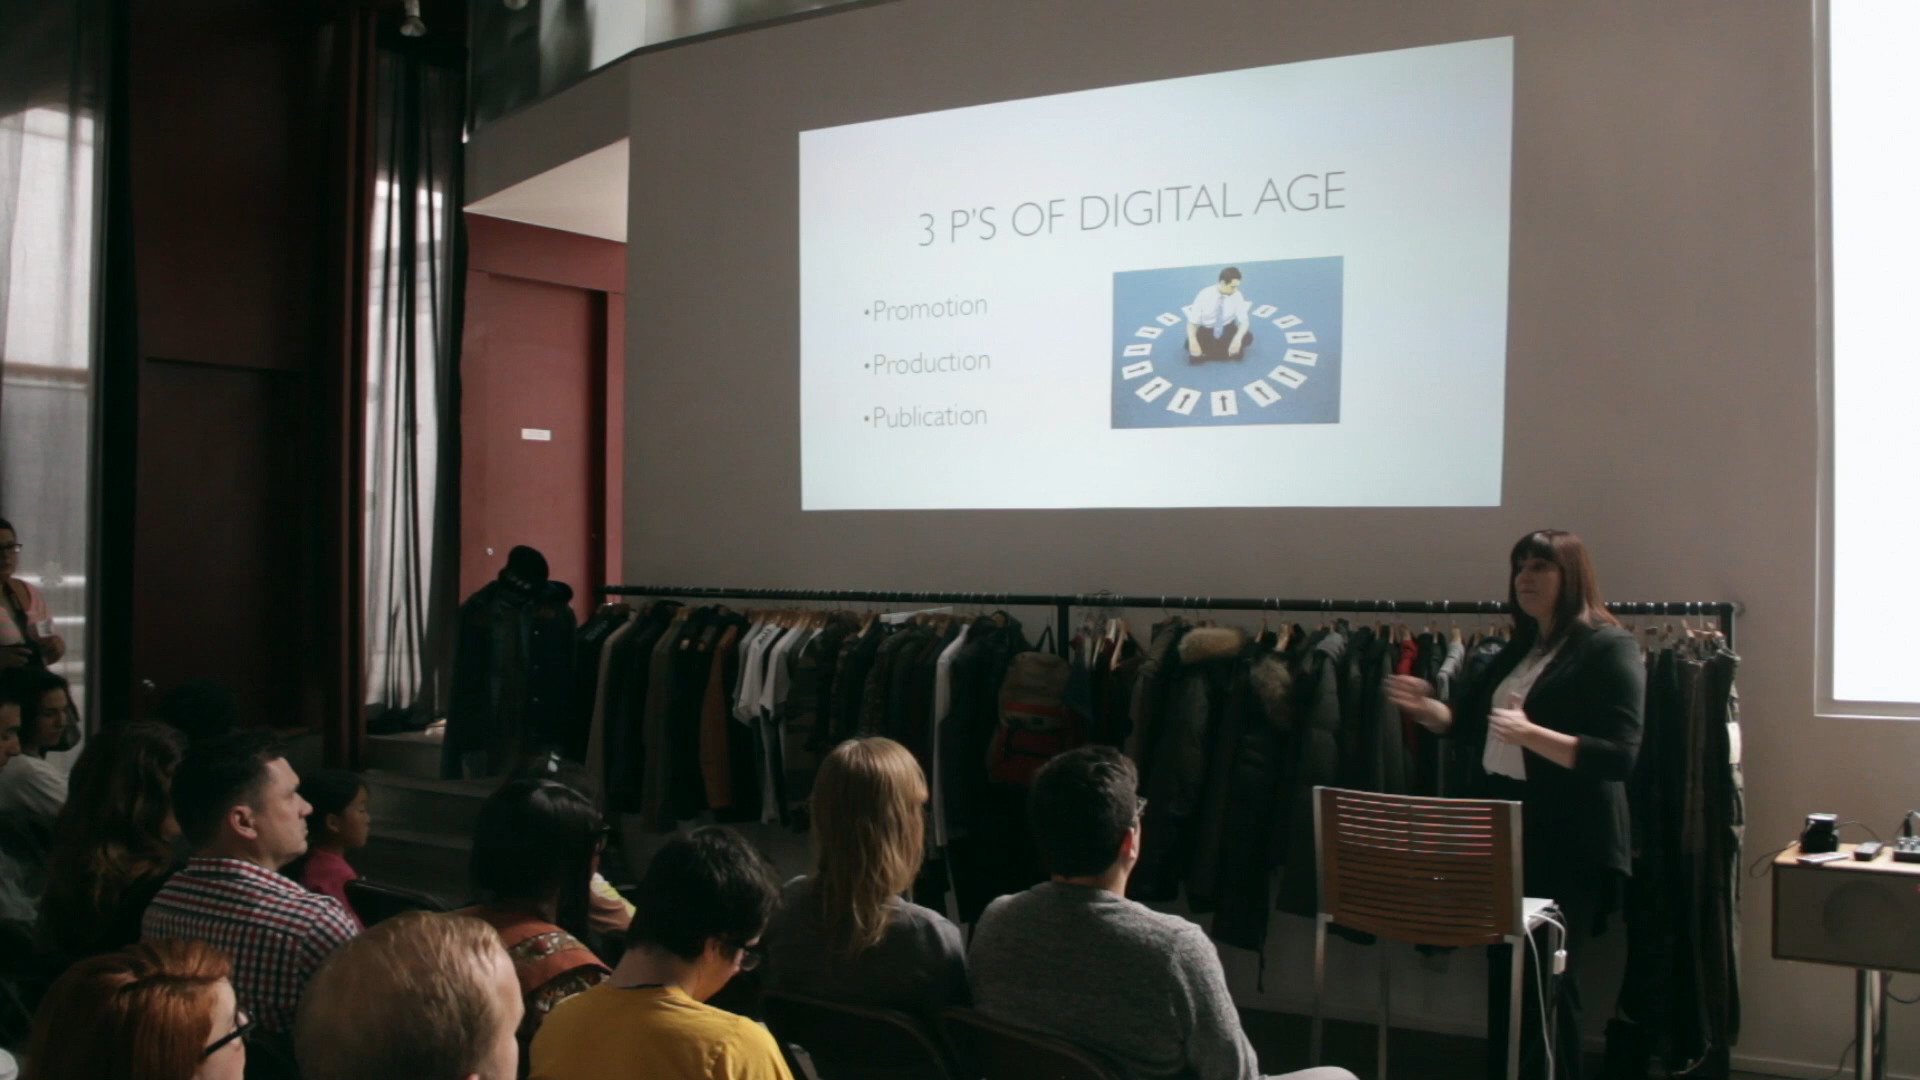 3 P'S OF DIGITAL AGE
•Promotion
•Production
•Publication